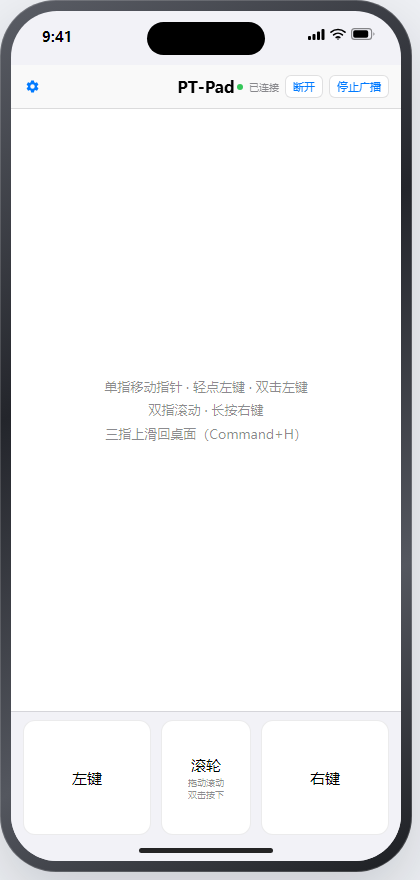 9:41
PT-Pad 已连接 断开 停止广播
单指移动指针 · 轻点左键 · 双击左键
双指滚动 · 长按右键
三指上滑回桌面（Command+H）
左键
滚轮
拖动滚动
双击按下
右键